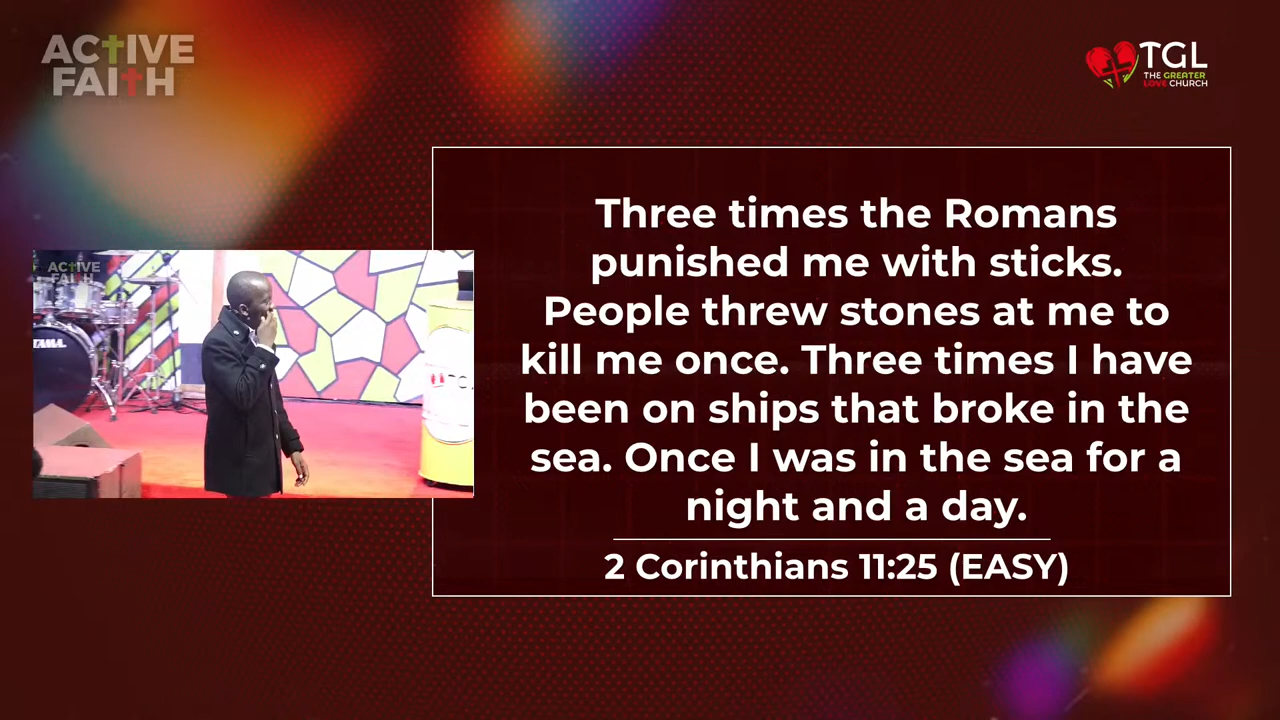 ACTIVE
FAITH
TGL
THE GREATER
LOVE CHURCH
ACTIVE
FAITH
TAMA
Three times the Romans
punished me with sticks.
People threw stones at me to
kill me once. Three times I have
been on ships that broke in the
sea. Once I was in the sea for a
night and a day.
2 Corinthians 11:25 (EASY)